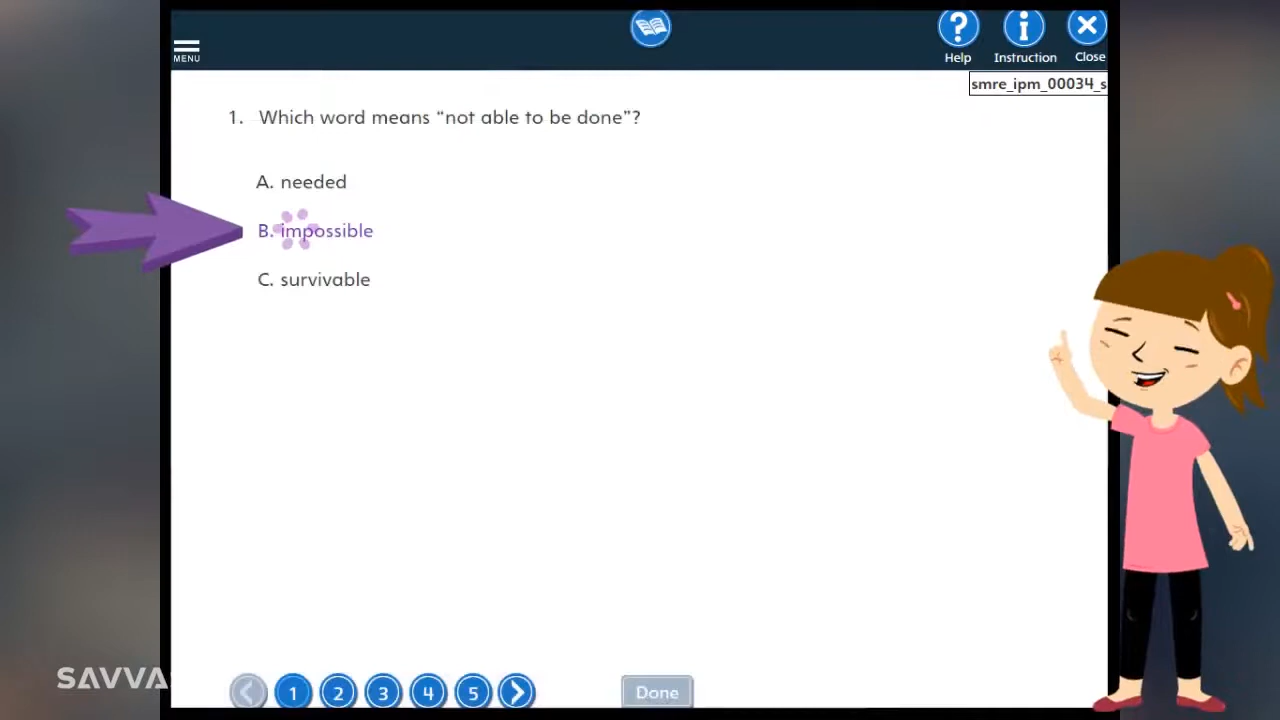 MENU
Help
Instruction
Close
smre_ipm_00034_s
1. Which word means “not able to be done”?
A. needed
B. impossible
C. survivable
SAVVA
1
2
3
4
5
Done